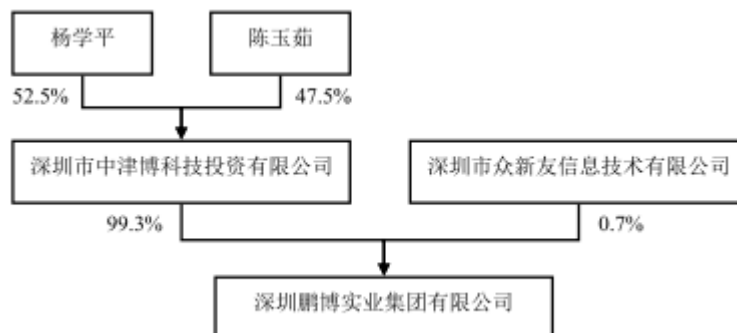 杨学平
陈玉茹
52.5%
47.5%
深圳市中津博科技投资有限公司
深圳市众新友信息技术有限公司
99.3%
0.7%
深圳鹏博实业集团有限公司